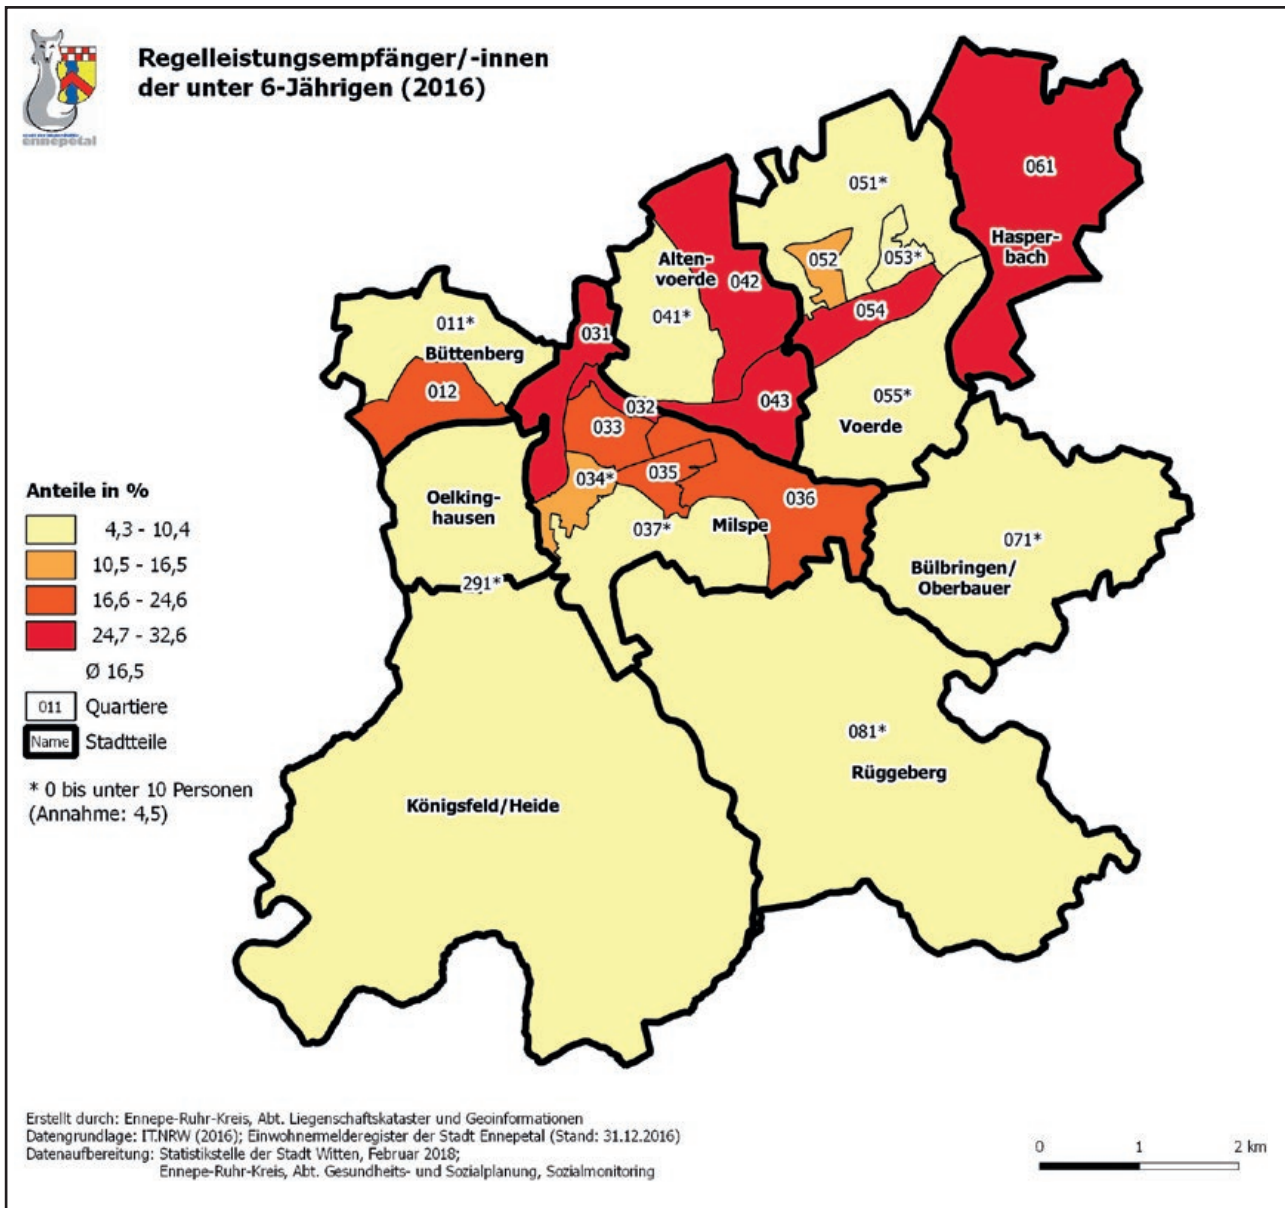 Regelleistungsempfänger/-innen
der unter 6-Jährigen (2016)
ennepetal
061
051*
Hasper-
bach
052
053*
Alten-
voerde
042
054
041*
031
011*
Büttenberg
012
055*
Voerde
043
032
033
034*
035
036
Oelking-
hausen
037*
Milspe
071*
Bülbringen/
Oberbauer
291*
081*
Rüggeberg
Königsfeld/Heide
Anteile in %
4,3 - 10,4
10,5 - 16,5
16,6 - 24,6
24,7 - 32,6
Ø 16,5
011 Quartiere
Name Stadtteile
* 0 bis unter 10 Personen
(Annahme: 4,5)
Erstellt durch: Ennepe-Ruhr-Kreis, Abt. Liegenschaftskataster und Geoinformationen
Datengrundlage: IT.NRW (2016); Einwohnermelderegister der Stadt Ennepetal (Stand: 31.12.2016)
Datenaufbereitung: Statistikstelle der Stadt Witten, Februar 2018;
Ennepe-Ruhr-Kreis, Abt. Gesundheits- und Sozialplanung, Sozialmonitoring
0 1 2 km